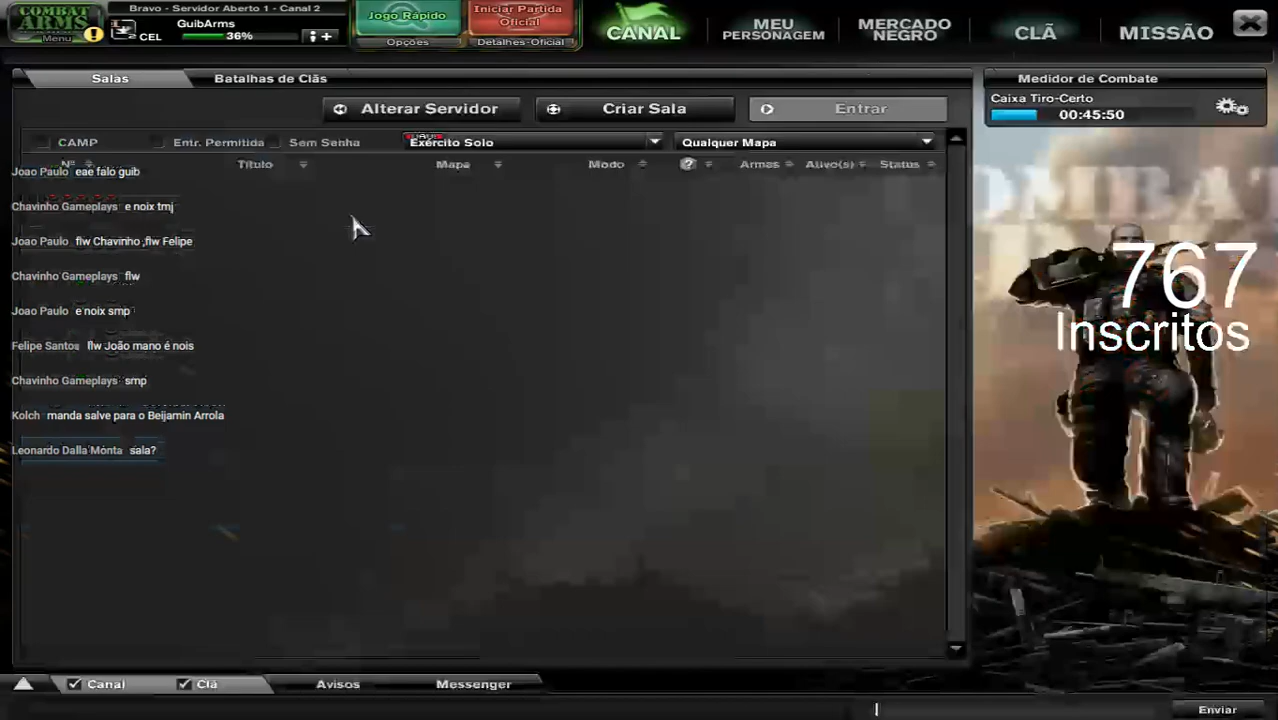 COMBAT ARMS
Menu
Bravo - Servidor Aberto 1 - Canal 2
CEL
GuibArms
36%
Jogo Rápido
Opções
Iniciar Partida Oficial
Detalhes-Oficial
CANAL
MEU PERSONAGEM
MERCADO NEGRO
CLÃ
MISSÃO
Salas
Batalhas de Clãs
Medidor de Combate
Caixa Tiro-Certo
00:45:50
Alterar Servidor
Criar Sala
Entrar
CAMP
Entr. Permitida
Sem Senha
Exército Solo
Qualquer Mapa
Nº
Título
Mapa
Modo
Armas
Ativo(s)
Status
Joao Paulo eae falo guib
Chavinho Gameplays e noix tmj
Joao Paulo flw Chavinho ,flw Felipe
Chavinho Gameplays flw
Joao Paulo e noix smp
Felipe Santos flw João mano é nois
Chavinho Gameplays smp
Kolch manda salve para o Beijamin Arrola
Leonardo Dalla Monta sala?
767
Inscritos
Canal
Clã
Avisos
Messenger
Enviar